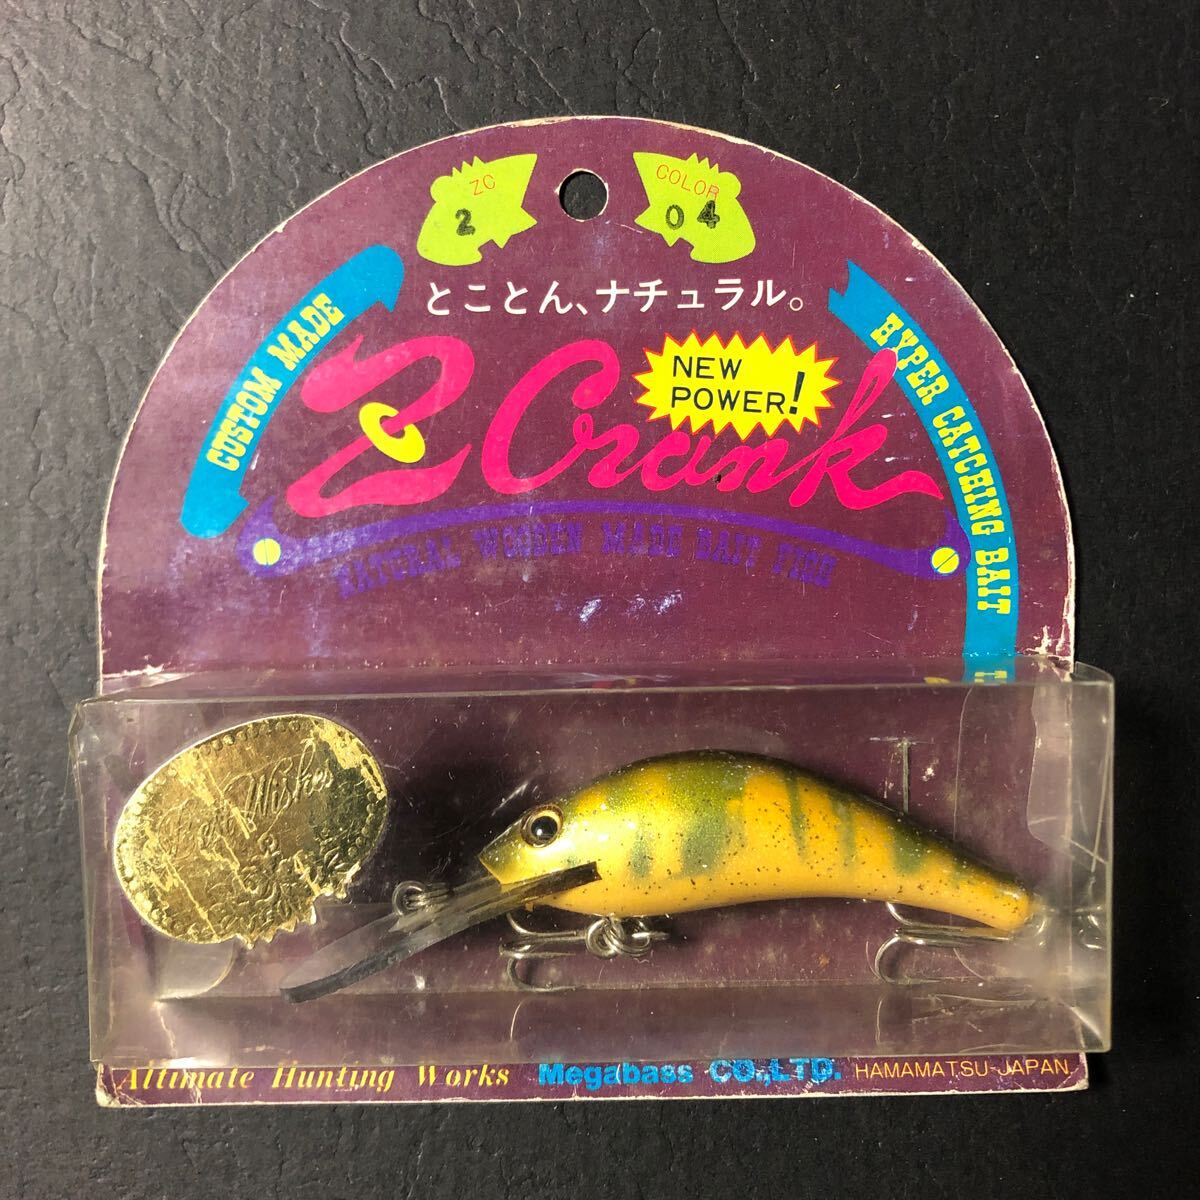 ZC
2
COLOR
04
とことん、ナチュラル。
CUSTOM MADE
Z Crank
NEW
POWER!
HYPER CATCHING BAIT
NATURAL WOODEN MADE BAIT FISH
Best Wishes
Altimate Hunting Works Megabass CO.,LTD. HAMAMATSU-JAPAN